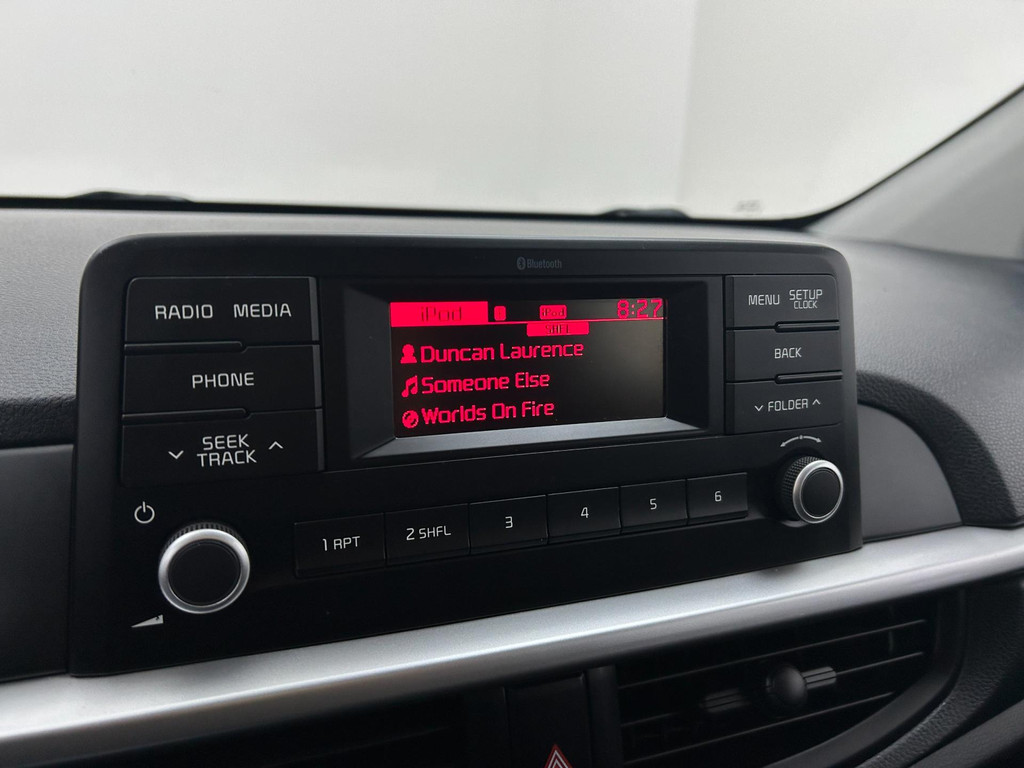 Bluetooth
RADIO MEDIA
PHONE
SEEK
TRACK
iPod
iPod
8:27
SHFL
Duncan Laurence
Someone Else
Worlds On Fire
MENU
SETUP
CLOCK
BACK
FOLDER
1 RPT
2 SHFL
3
4
5
6